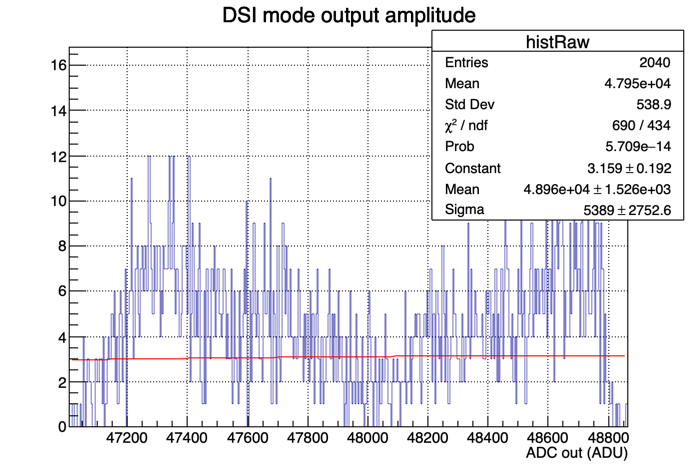 DSI mode output amplitude
histRaw
Entries 2040
Mean 4.795e+04
Std Dev 538.9
χ² / ndf 690 / 434
Prob 5.709e−14
Constant 3.159 ± 0.192
Mean 4.896e+04 ± 1.526e+03
Sigma 5389 ± 2752.6
16
14
12
10
8
6
4
2
0
47200 47400 47600 47800 48000 48200 48400 48600 48800
ADC out (ADU)